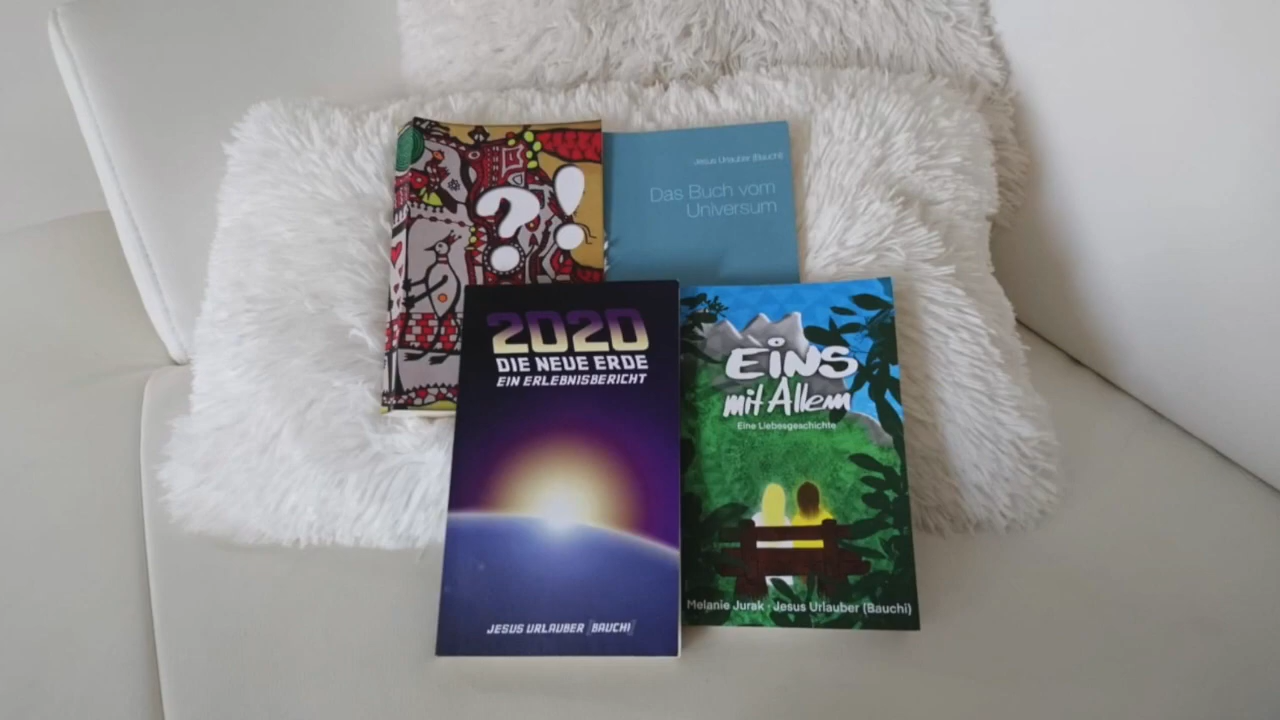 ?!
Jesus Urlauber (Bauchi)
Das Buch vom
Universum
2020
DIE NEUE ERDE
EIN ERLEBNISBERICHT
JESUS URLAUBER (BAUCHI)
EiNS
mit Allem
Eine Liebesgeschichte
Melanie Jurak · Jesus Urlauber (Bauchi)